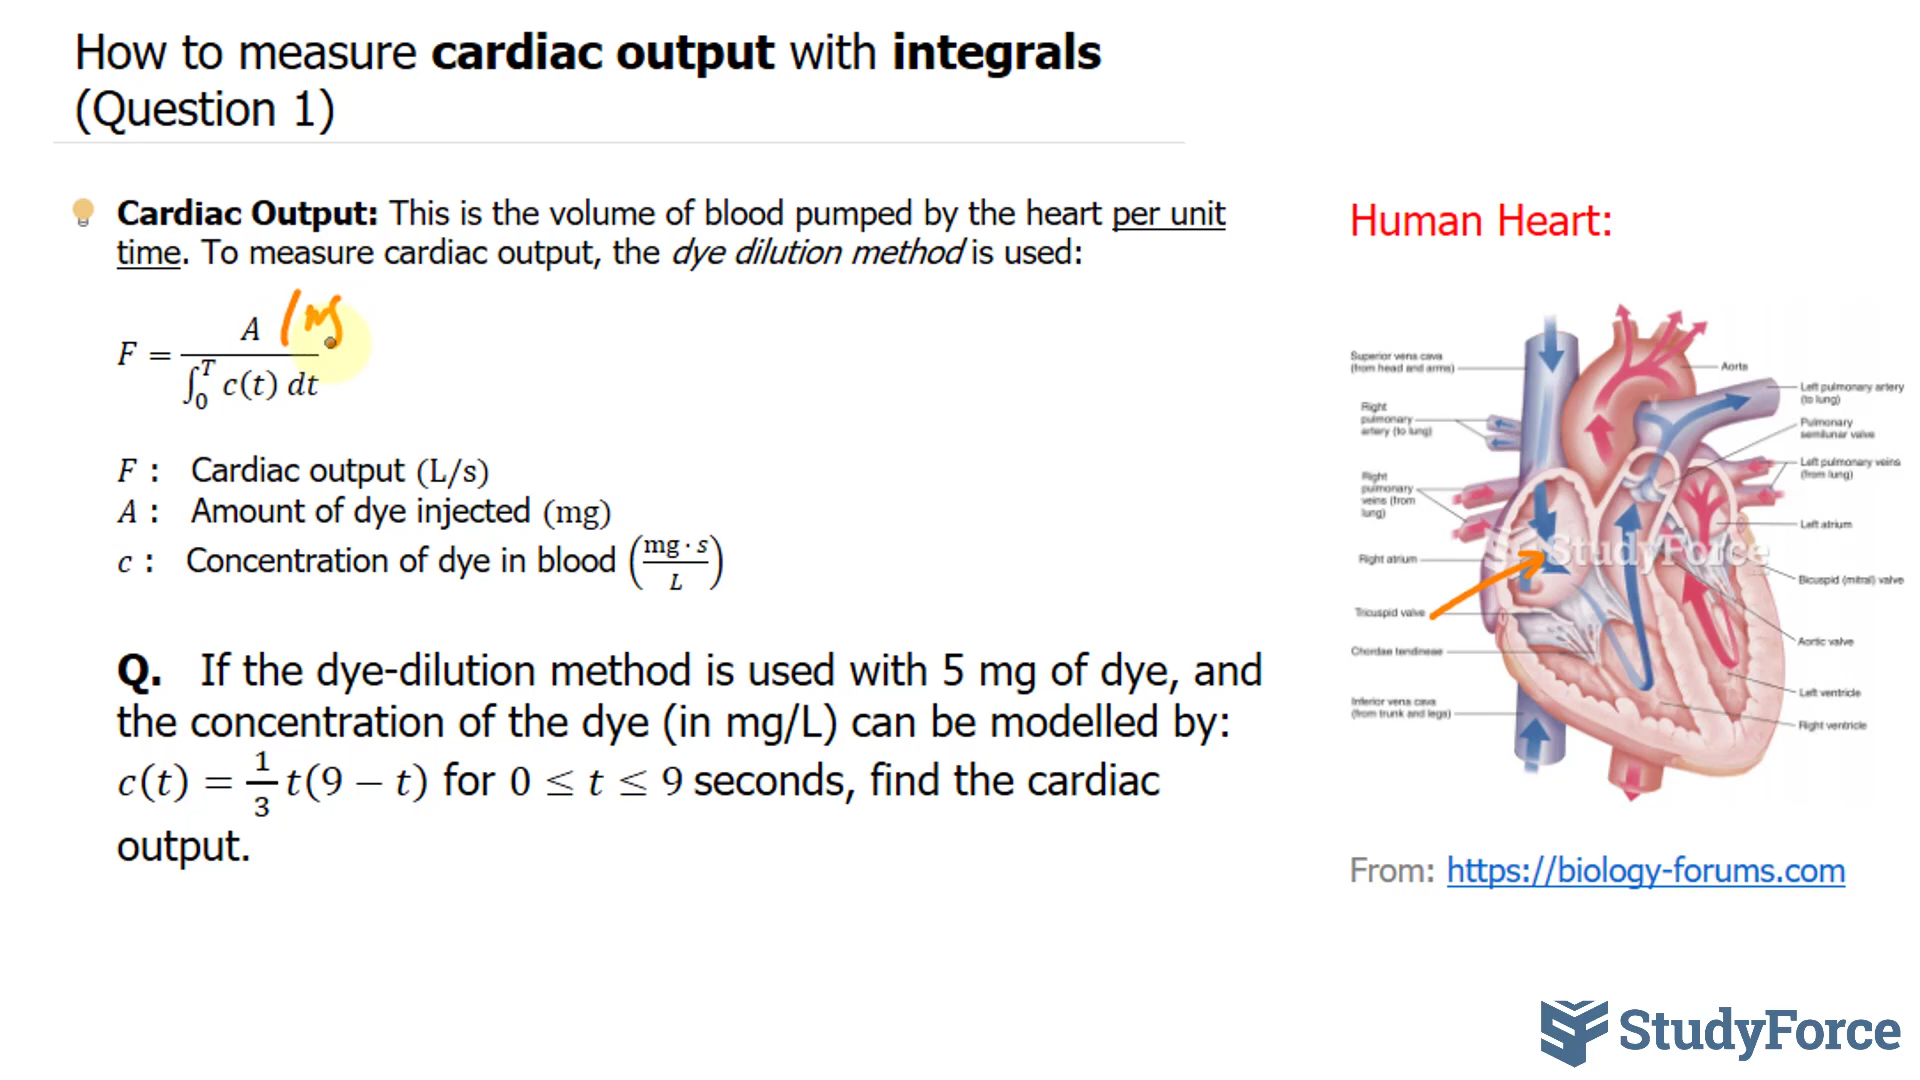 How to measure cardiac output with integrals
(Question 1)
Cardiac Output: This is the volume of blood pumped by the heart per unit
time. To measure cardiac output, the dye dilution method is used:
F = A / ∫₀ᵀ c(t) dt
F : Cardiac output (L/s)
A : Amount of dye injected (mg)
c : Concentration of dye in blood (mg · s / L)
Q. If the dye-dilution method is used with 5 mg of dye, and
the concentration of the dye (in mg/L) can be modelled by:
c(t) = 1/3 t(9 − t) for 0 ≤ t ≤ 9 seconds, find the cardiac
output.
Human Heart:
Superior vena cava
(from head and arms)
Right
pulmonary
artery (to lung)
Right
pulmonary
veins (from
lung)
Right atrium
Tricuspid valve
Chordae tendineae
Inferior vena cava
(from trunk and legs)
Aorta
Left pulmonary artery
(to lung)
Pulmonary
semilunar valve
Left pulmonary veins
(from lung)
Left atrium
Bicuspid (mitral) valve
Aortic valve
Left ventricle
Right ventricle
StudyForce
From: https://biology-forums.com
StudyForce